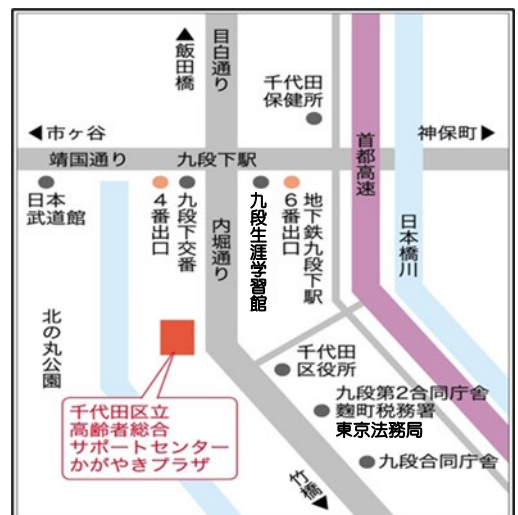 ▲飯田橋
目白通り
千代田
保健所
◀市ヶ谷
神保町▶
靖国通り
九段下駅
首都高速
日本
武道館
4番出口
九段下交番
内堀通り
九段生涯学習館
6番出口
地下鉄九段下駅
日本橋川
北の丸公園
千代田
区役所
千代田区立
高齢者総合
サポートセンター
かがやきプラザ
九段第2合同庁舎
麹町税務署
東京法務局
九段合同庁舎
竹橋▼